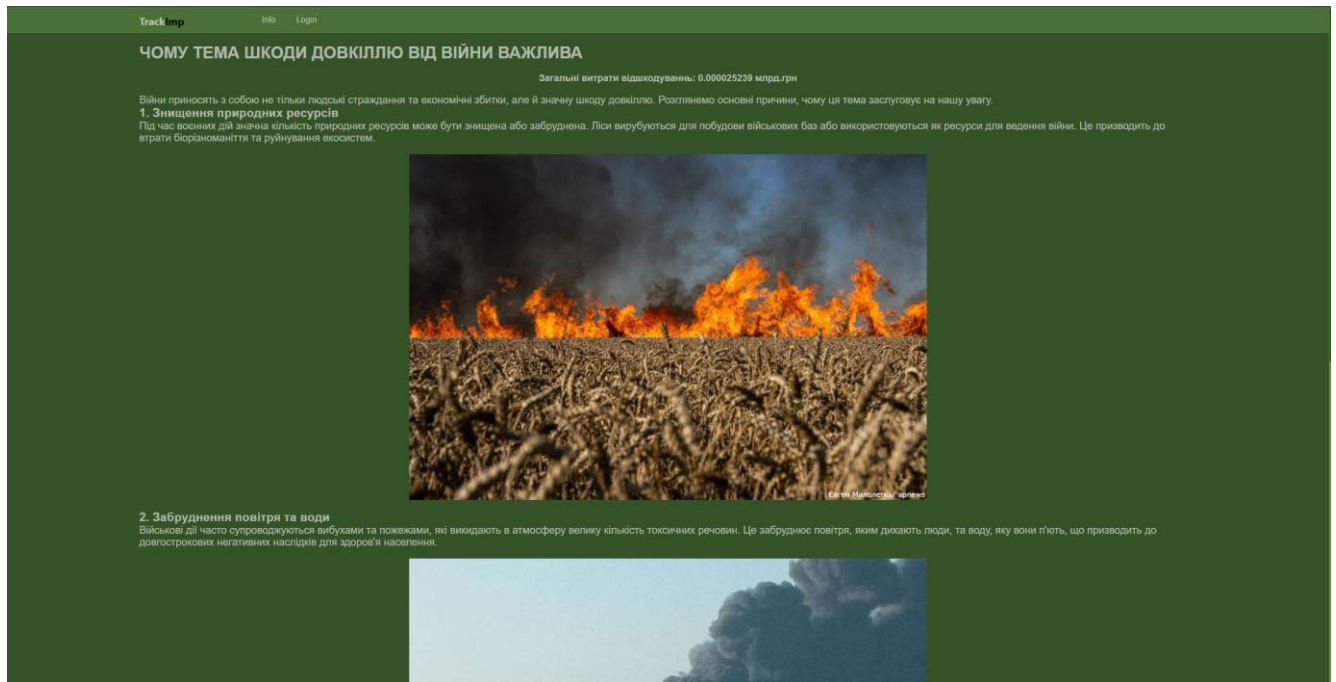 TrackImp
Info
Login
ЧОМУ ТЕМА ШКОДИ ДОВКІЛЛЮ ВІД ВІЙНИ ВАЖЛИВА
Загальні витрати відшкодуваннь: 0.000025239 млрд.грн
Війни приносять з собою не тільки людські страждання та економічні збитки, але й значну шкоду довкіллю. Розглянемо основні причини, чому ця тема заслуговує на нашу увагу.
1. Знищення природних ресурсів
Під час воєнних дій значна кількість природних ресурсів може бути знищена або забруднена. Ліси вирубуються для побудови військових баз або використовуються як ресурси для ведення війни. Це призводить до
втрати біорізноманіття та руйнування екосистем.
Євген Малолєтка/ apnews
2. Забруднення повітря та води
Військові дії часто супроводжуються вибухами та пожежами, які викидають в атмосферу велику кількість токсичних речовин. Це забруднює повітря, яким дихають люди, та воду, яку вони п'ють, що призводить до
довгострокових негативних наслідків для здоров'я населення.